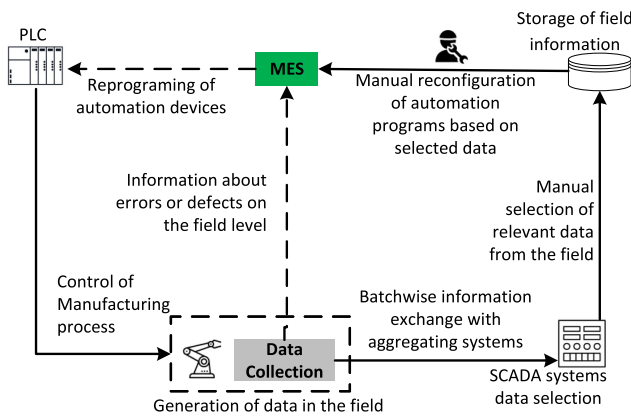 PLC
Storage of field
information
MES
Reprograming of
automation devices
Manual reconfiguration
of automation
programs based on
selected data
Information about
errors or defects on
the field level
Manual
selection of
relevant data
from the field
Control of
Manufacturing
process
Batchwise information
exchange with
aggregating systems
Data
Collection
SCADA systems
data selection
Generation of data in the field